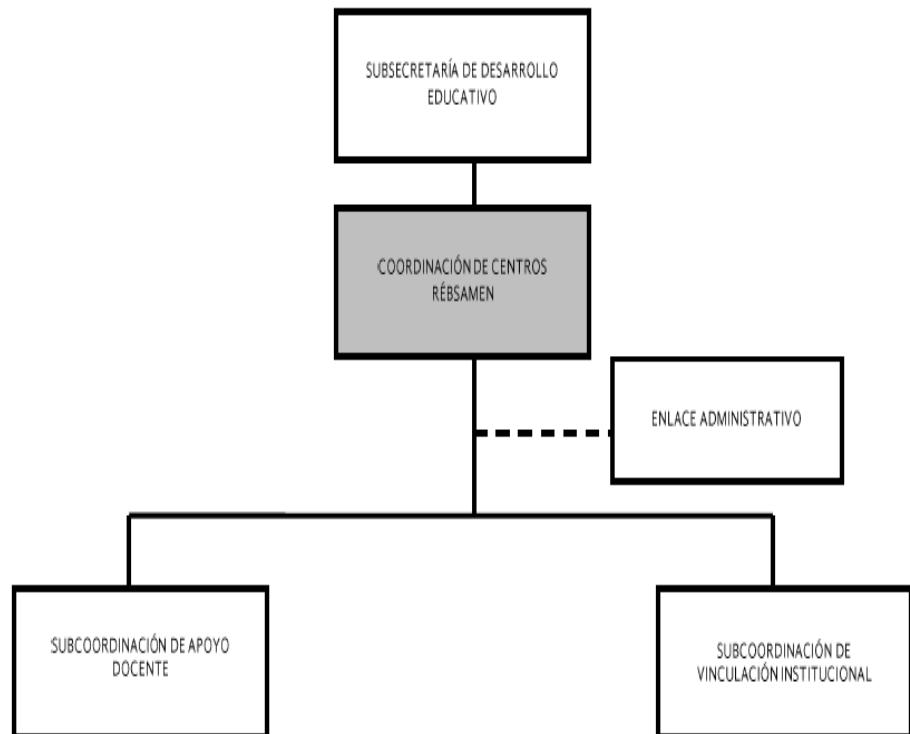 SUBSECRETARÍA DE DESARROLLO
EDUCATIVO
COORDINACIÓN DE CENTROS
RÉBSAMEN
ENLACE ADMINISTRATIVO
SUBCOORDINACIÓN DE APOYO
DOCENTE
SUBCOORDINACIÓN DE
VINCULACIÓN INSTITUCIONAL